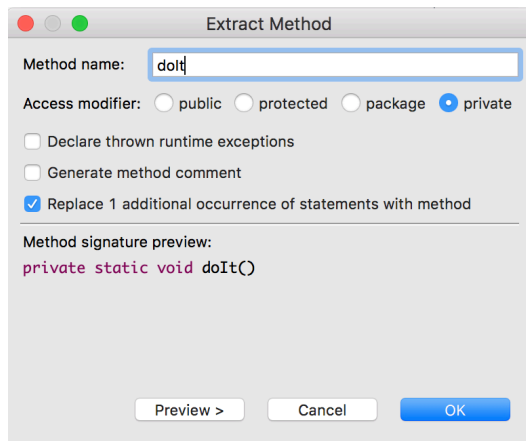 Extract Method
Method name: doIt
Access modifier: public protected package private
Declare thrown runtime exceptions
Generate method comment
Replace 1 additional occurrence of statements with method
Method signature preview:
private static void doIt()
Preview > Cancel OK